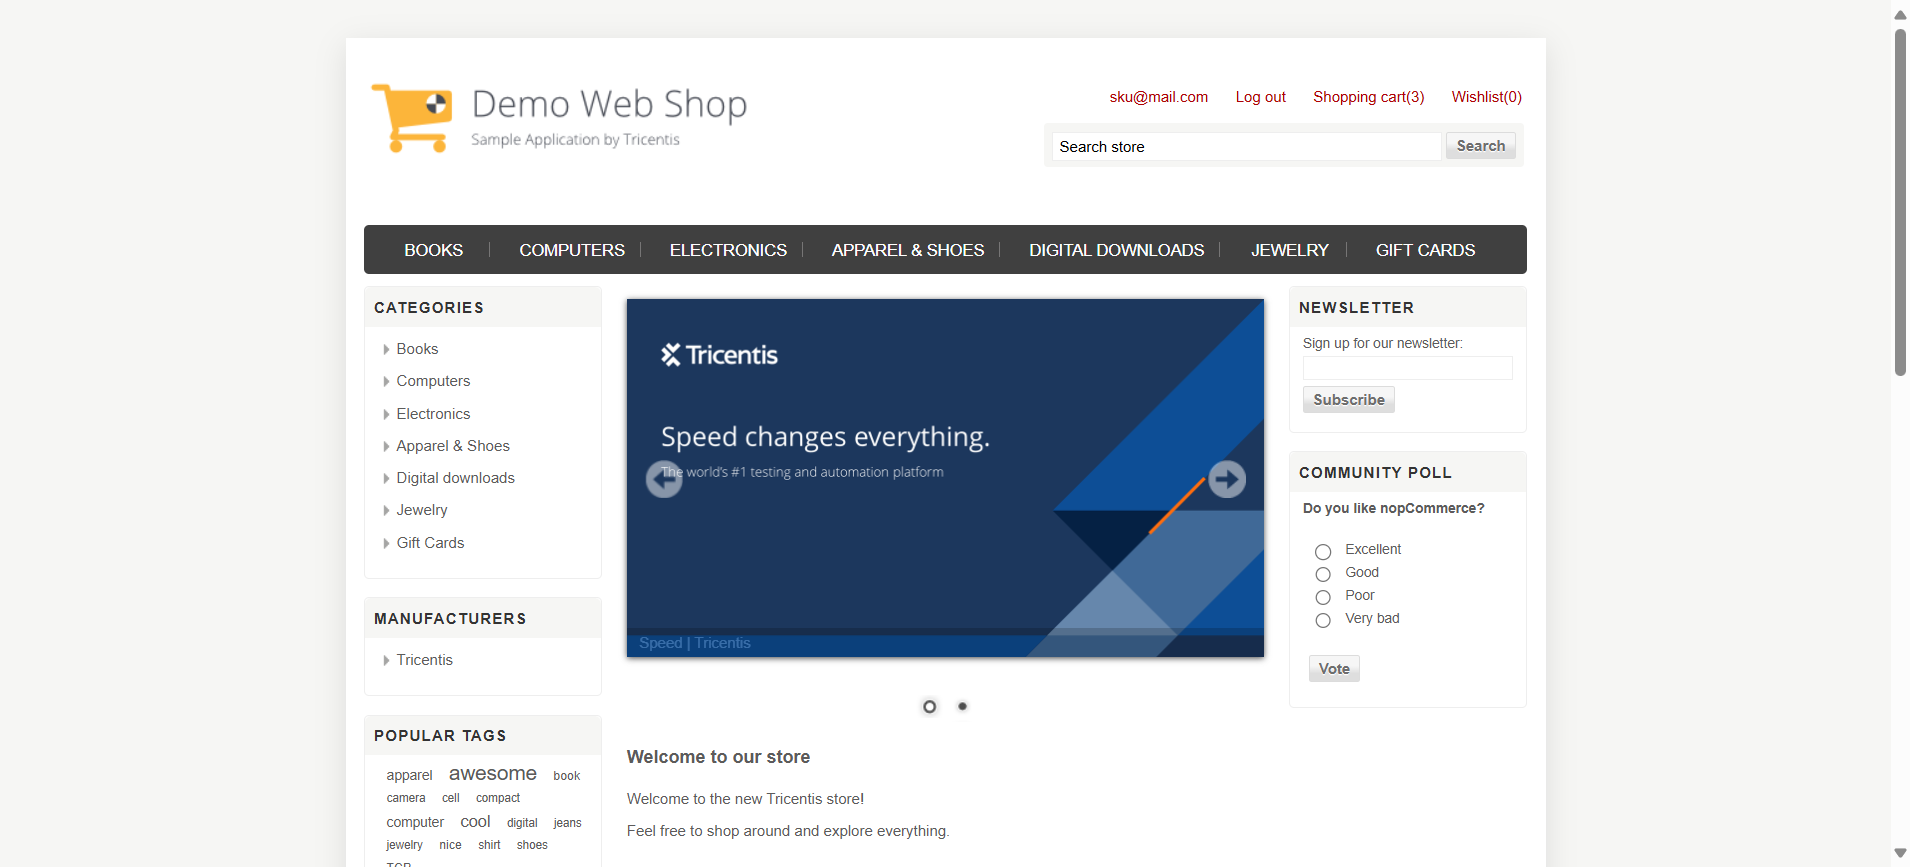 Demo Web Shop
Sample Application by Tricentis
sku@mail.com Log out Shopping cart(3) Wishlist(0)
Search store Search
BOOKS COMPUTERS ELECTRONICS APPAREL & SHOES DIGITAL DOWNLOADS JEWELRY GIFT CARDS
CATEGORIES
Books
Computers
Electronics
Apparel & Shoes
Digital downloads
Jewelry
Gift Cards
MANUFACTURERS
Tricentis
POPULAR TAGS
apparel awesome book
camera cell compact
computer cool digital jeans
jewelry nice shirt shoes
TCP
Tricentis
Speed changes everything.
The world's #1 testing and automation platform
Speed | Tricentis
Welcome to our store
Welcome to the new Tricentis store!
Feel free to shop around and explore everything.
NEWSLETTER
Sign up for our newsletter:
Subscribe
COMMUNITY POLL
Do you like nopCommerce?
Excellent
Good
Poor
Very bad
Vote